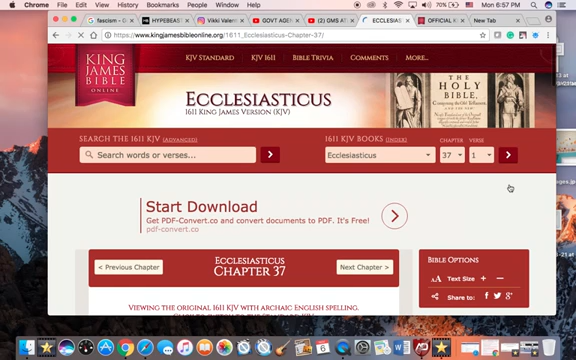 Chrome File Edit View History Bookmarks People Window Help
70% Mon 6:57 PM
fascism - G
HYPEBEAS
Vikki Valen
GOVT AGEN
(2) OMS AT
ECCLESIAS
OFFICIAL K
New Tab
https://www.kingjamesbibleonline.org/1611_Ecclesiasticus-Chapter-37/
KING JAMES BIBLE ONLINE
KJV STANDARD KJV 1611 BIBLE TRIVIA COMMENTS MORE...
ECCLESIASTICUS
1611 KING JAMES VERSION (KJV)
THE HOLY BIBLE,
SEARCH THE 1611 KJV (ADVANCED)
1611 KJV BOOKS [INDEX] CHAPTER VERSE
Search words or verses...
Ecclesiasticus 37 1
Start Download
Get PDF-Convert.co and convert documents to PDF. It's Free!
pdf-convert.co
< Previous Chapter
ECCLESIASTICUS
CHAPTER 37
Next Chapter >
BIBLE OPTIONS
AA Text Size + −
Share to:
VIEWING THE ORIGINAL 1611 KJV WITH ARCHAIC ENGLISH SPELLING.